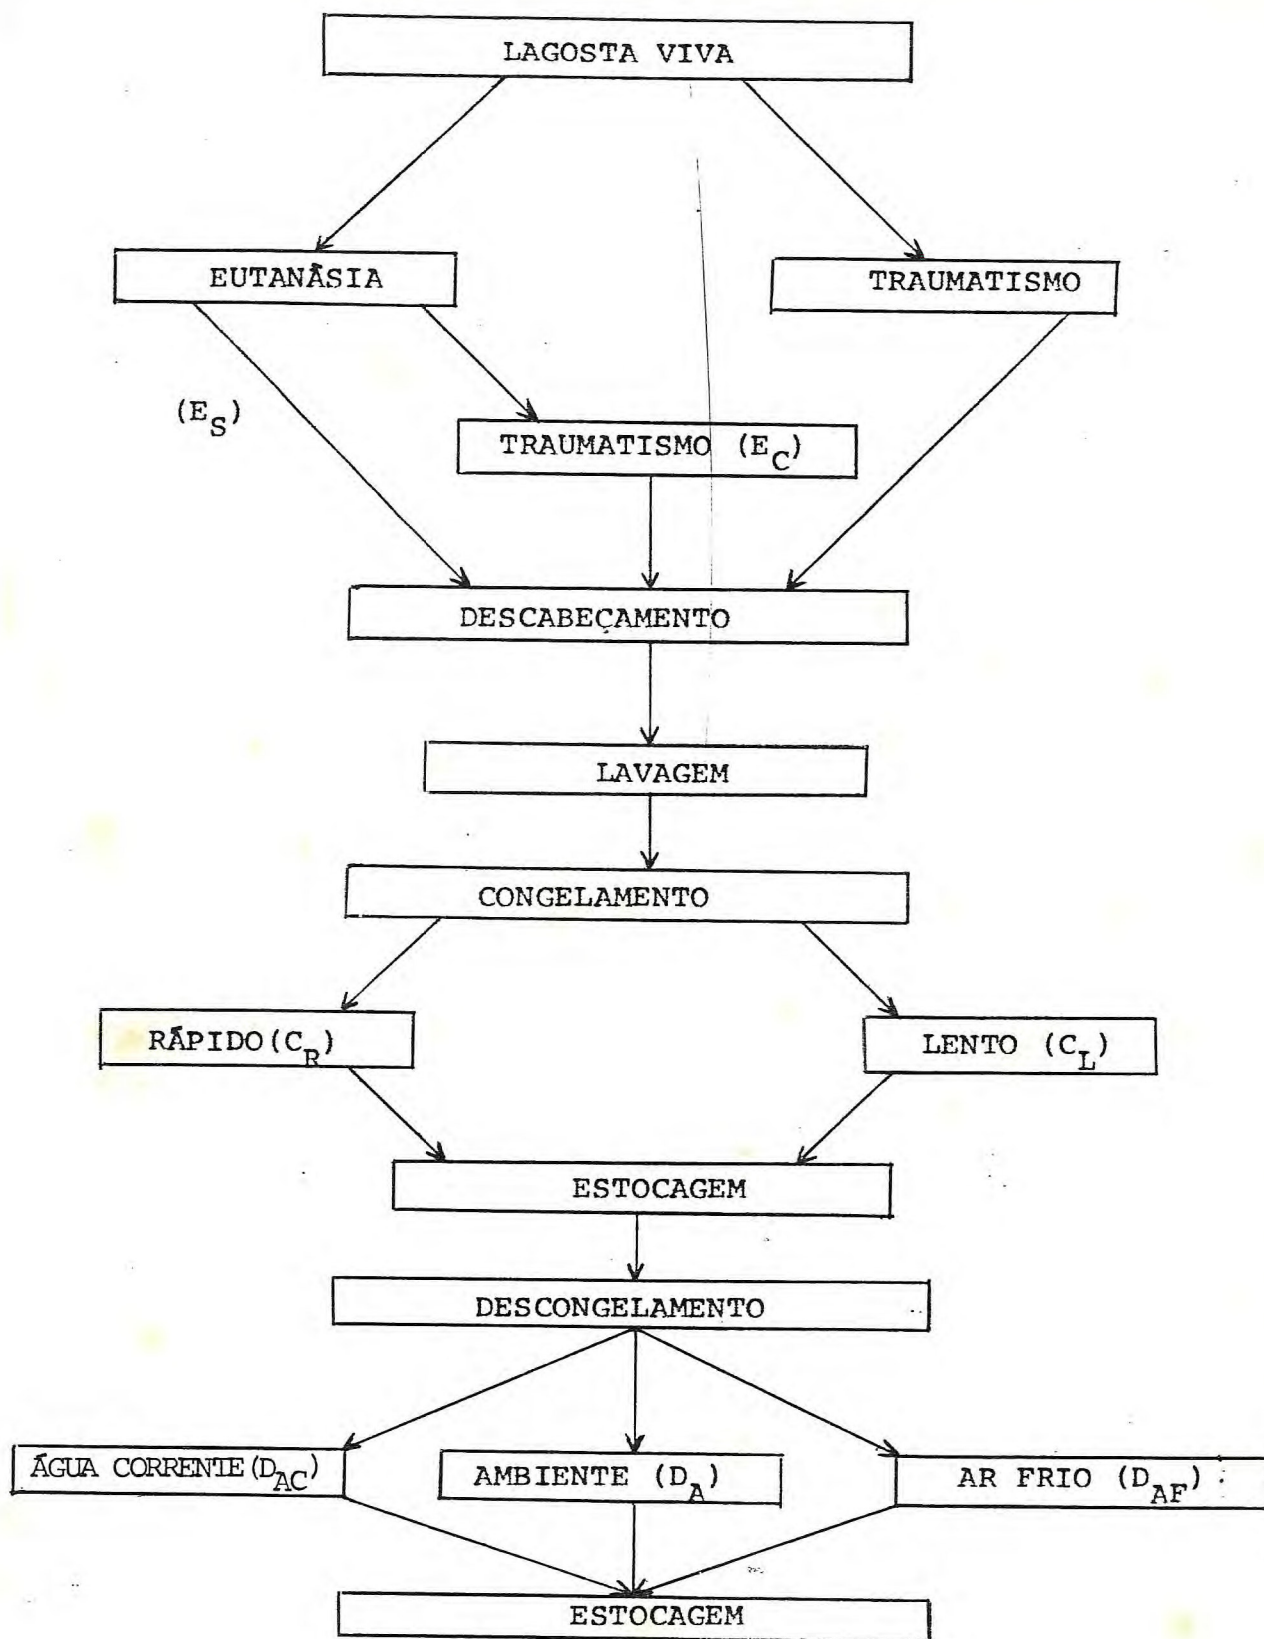 LAGOSTA VIVA
EUTANÁSIA
TRAUMATISMO
(E_S)
TRAUMATISMO (E_C)
DESCABEÇAMENTO
LAVAGEM
CONGELAMENTO
RÁPIDO(C_R)
LENTO (C_L)
ESTOCAGEM
DESCONGELAMENTO
ÁGUA CORRENTE(D_AC)
AMBIENTE (D_A)
AR FRIO (D_AF)
ESTOCAGEM